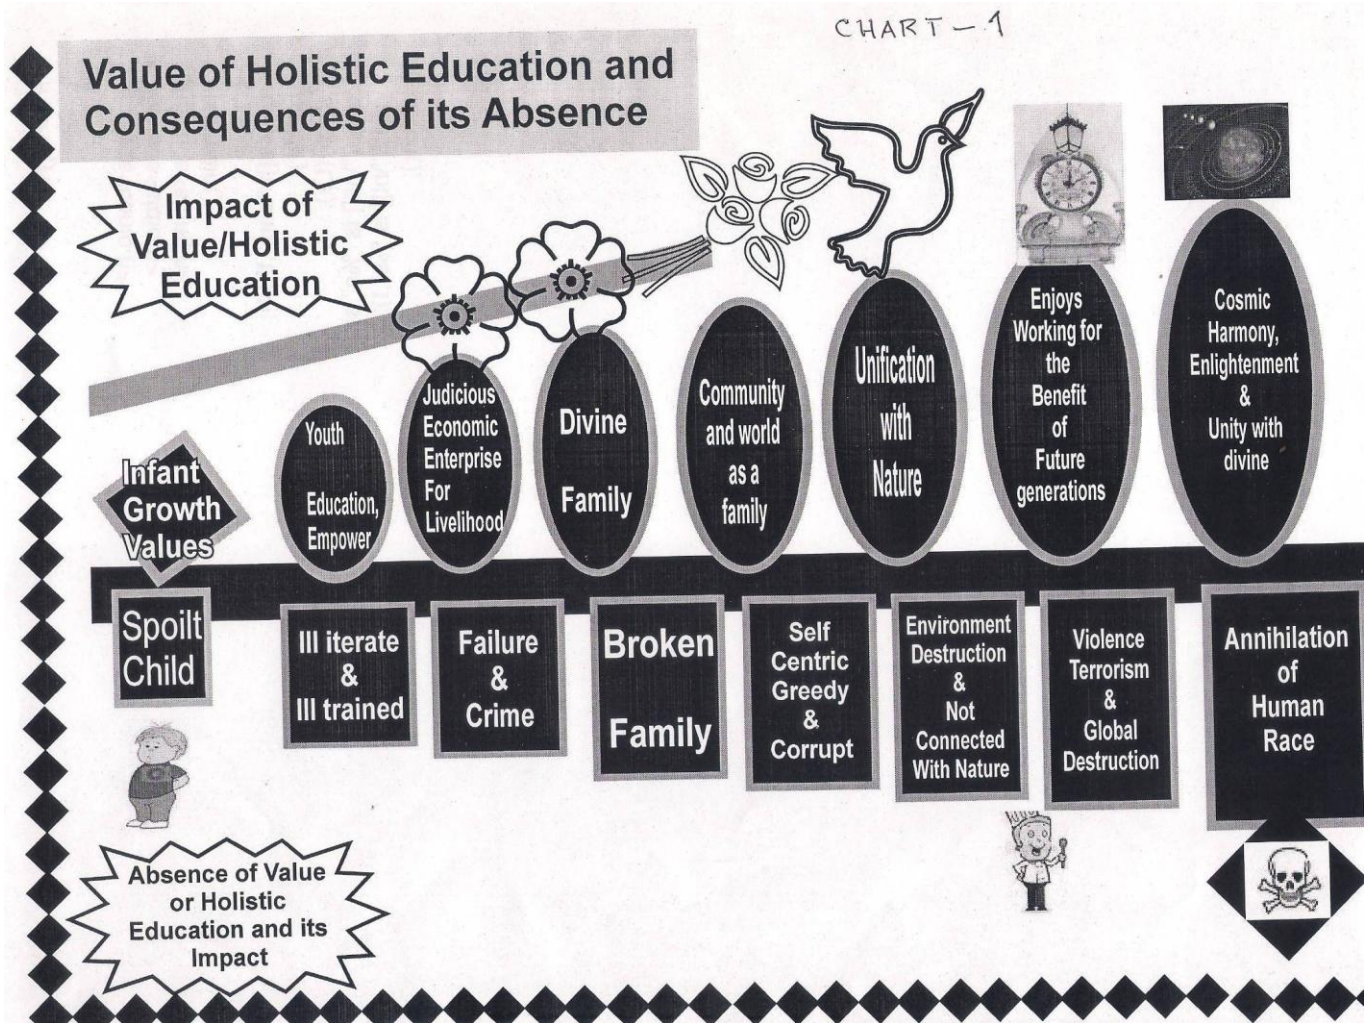 CHART - 1
Value of Holistic Education and
Consequences of its Absence
Impact of
Value/Holistic
Education
Infant
Growth
Values
Youth
Education,
Empower
Judicious
Economic
Enterprise
For
Livelihood
Divine
Family
Community
and world
as a
family
Unification
with
Nature
Enjoys
Working for
the
Benefit
of
Future
generations
Cosmic
Harmony,
Enlightenment
&
Unity with
divine
Spoilt
Child
III iterate
&
III trained
Failure
&
Crime
Broken
Family
Self
Centric
Greedy
&
Corrupt
Environment
Destruction
&
Not
Connected
With Nature
Violence
Terrorism
&
Global
Destruction
Annihilation
of
Human
Race
Absence of Value
or Holistic
Education and its
Impact